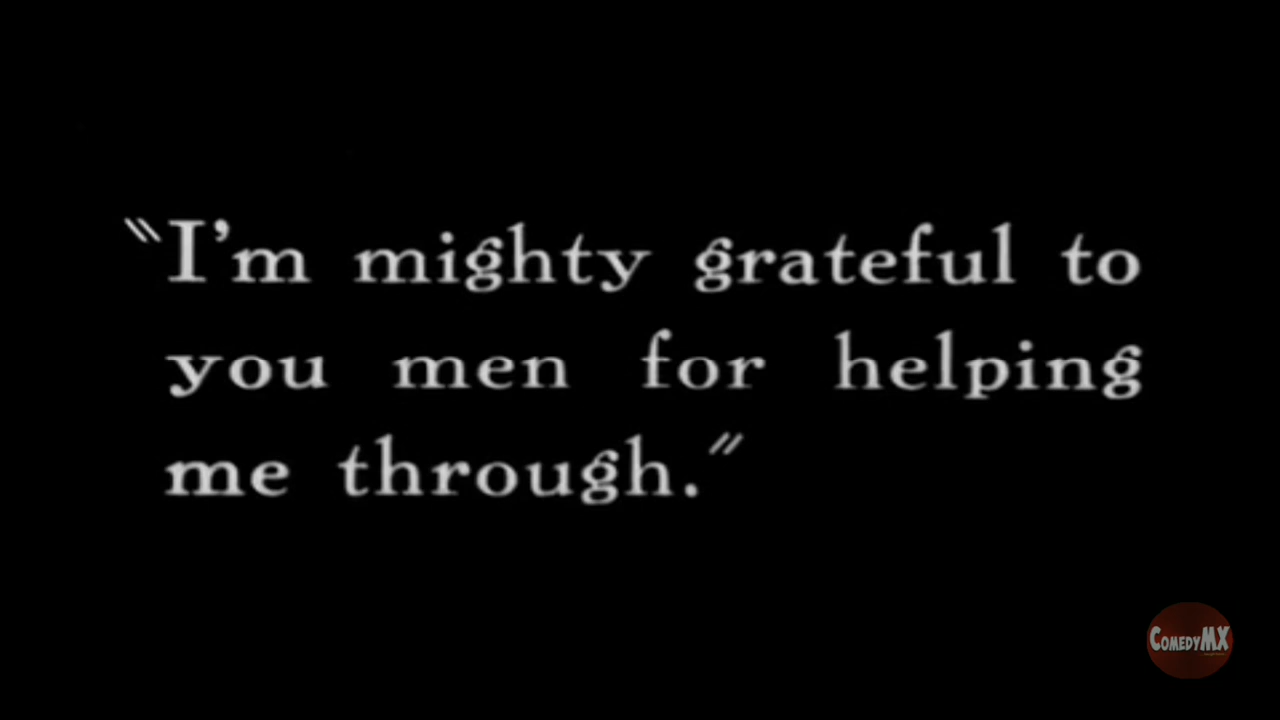 “I’m mighty grateful to
you men for helping
me through.”
COMEDYMX